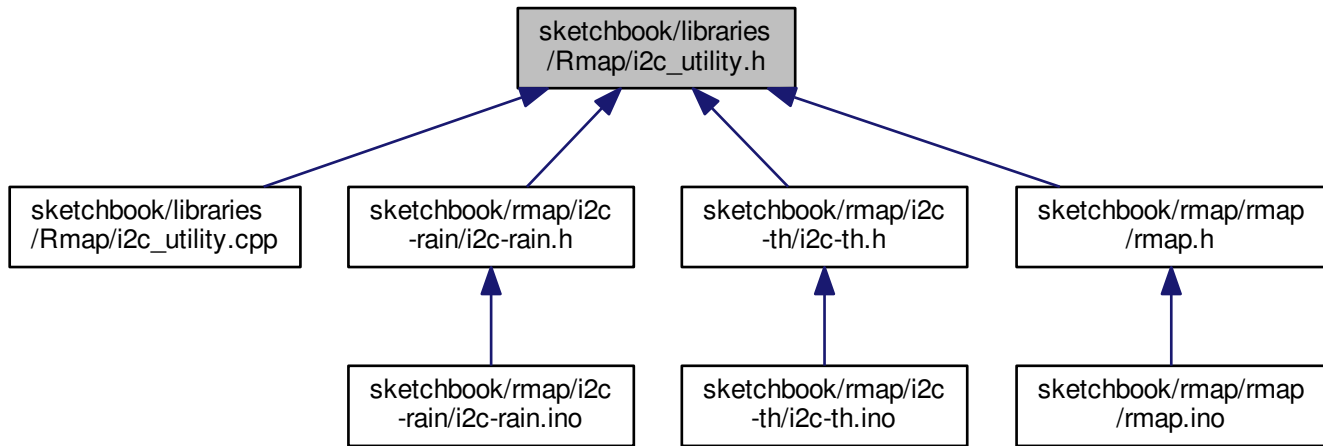 sketchbook/libraries
/Rmap/i2c_utility.h
sketchbook/libraries
/Rmap/i2c_utility.cpp
sketchbook/rmap/i2c
-rain/i2c-rain.h
sketchbook/rmap/i2c
-th/i2c-th.h
sketchbook/rmap/rmap
/rmap.h
sketchbook/rmap/i2c
-rain/i2c-rain.ino
sketchbook/rmap/i2c
-th/i2c-th.ino
sketchbook/rmap/rmap
/rmap.ino